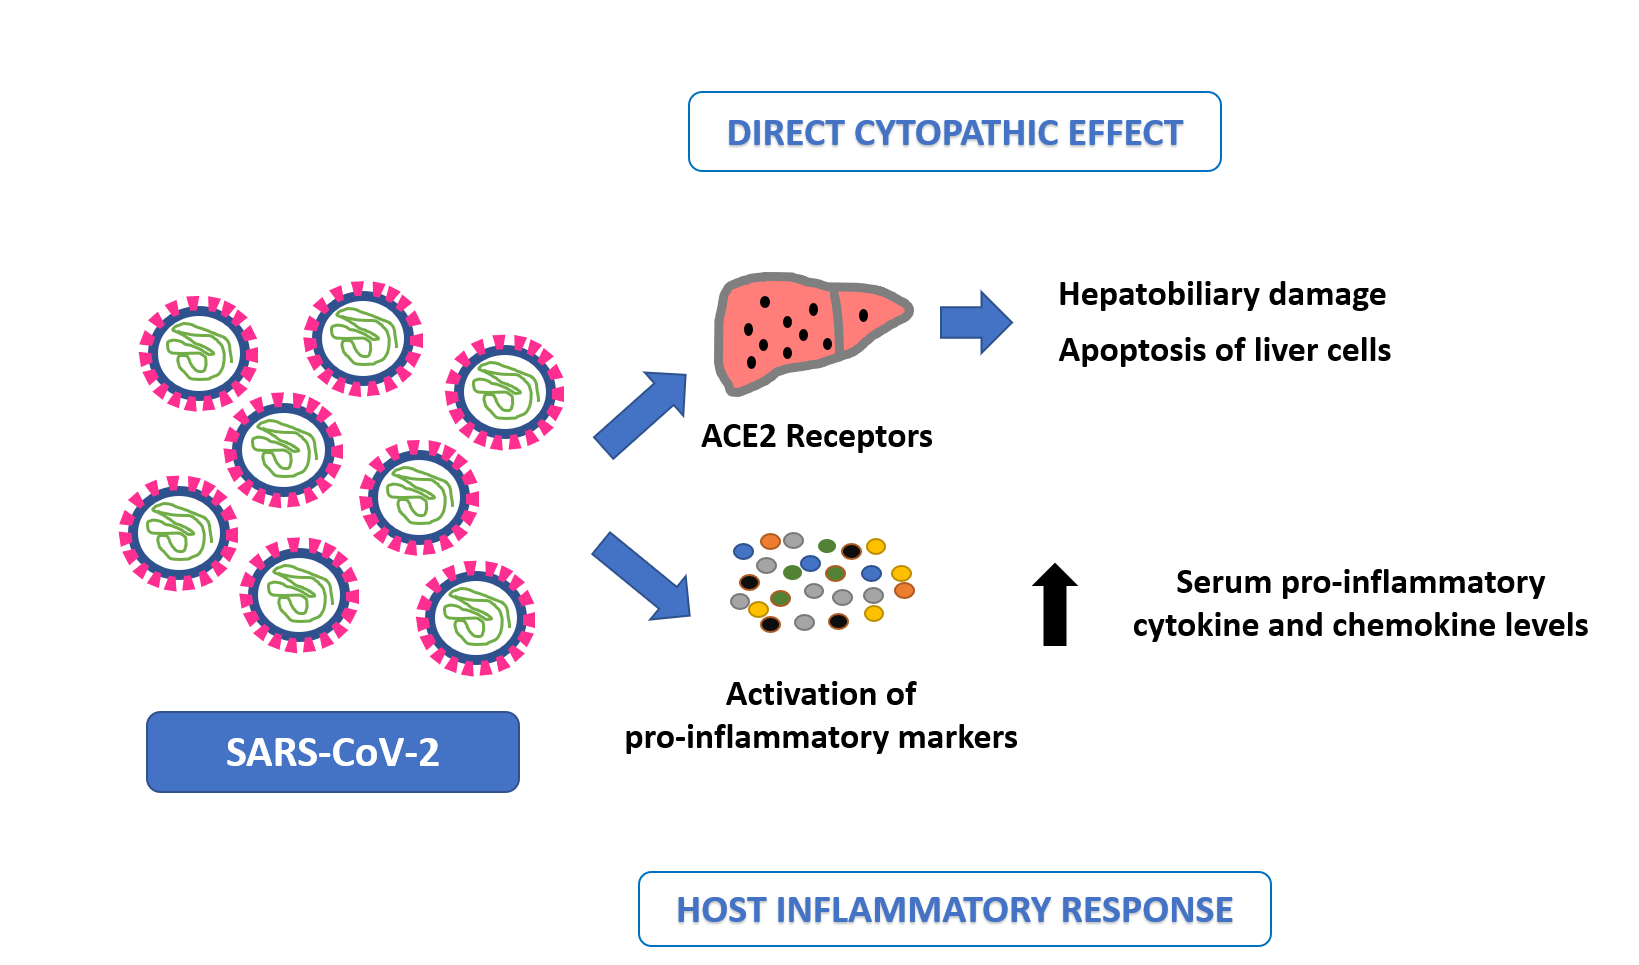 DIRECT CYTOPATHIC EFFECT
Hepatobiliary damage
Apoptosis of liver cells
ACE2 Receptors
Serum pro-inflammatory
cytokine and chemokine levels
Activation of
pro-inflammatory markers
SARS-CoV-2
HOST INFLAMMATORY RESPONSE